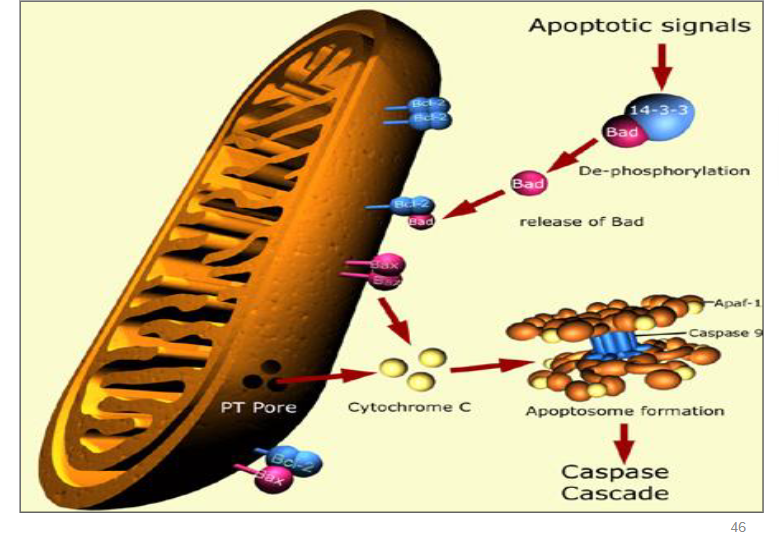 Apoptotic signals
Bcl-2
Bcl-2
14-3-3
Bad
De-phosphorylation
Bad
Bcl-2
Bad
release of Bad
Bax
Bax
Apaf-1
Caspase 9
PT Pore
Cytochrome C
Apoptosome formation
Bcl-2
Bax
Caspase
Cascade
46